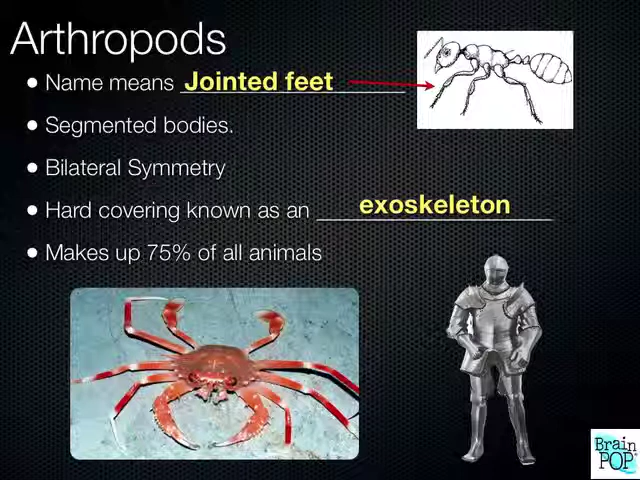 Arthropods
• Name means Jointed feet
• Segmented bodies.
• Bilateral Symmetry
• Hard covering known as an exoskeleton
• Makes up 75% of all animals
Brain
POP